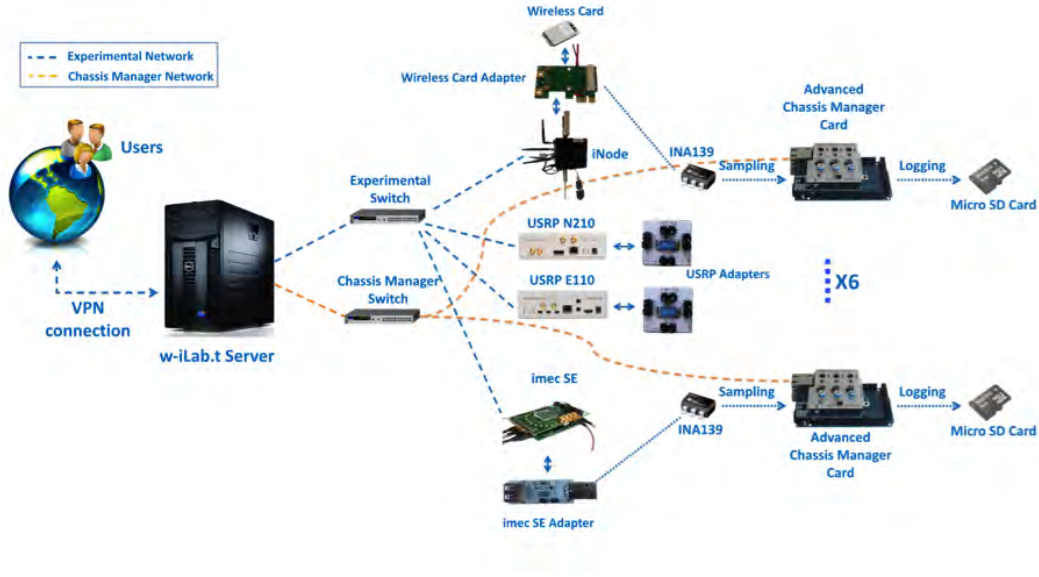 Wireless Card
Experimental Network
Chassis Manager Network
Wireless Card Adapter
Advanced
Chassis Manager
Card
Users
iNode
INA139
Sampling
Logging
Experimental
Switch
Micro SD Card
USRP N210
USRP Adapters
USRP E110
X6
Chassis Manager
Switch
VPN
connection
w-iLab.t Server
imec SE
Sampling
Logging
INA139
Micro SD Card
Advanced
Chassis Manager
Card
imec SE Adapter